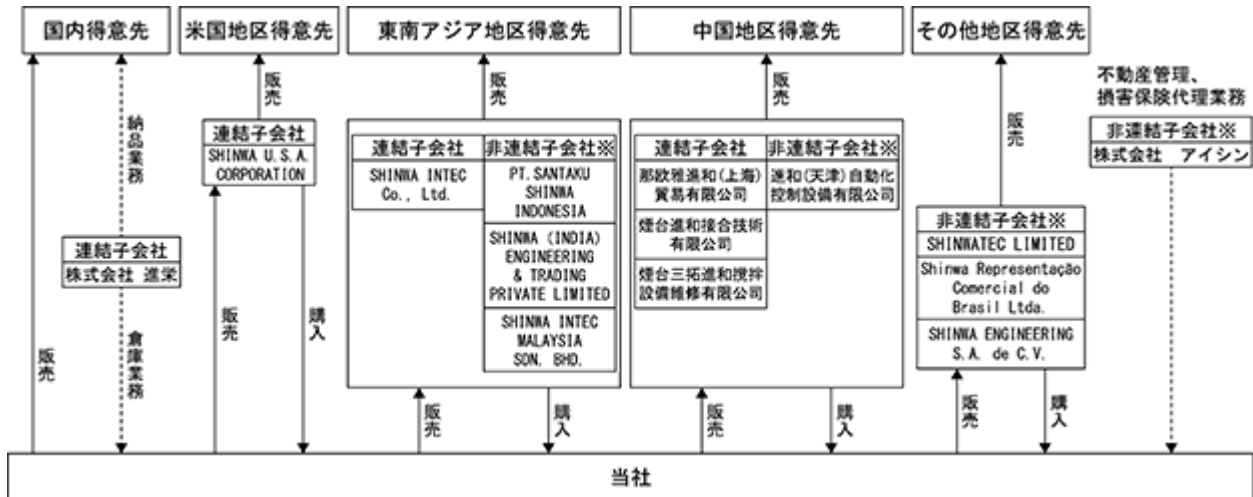 国内得意先
米国地区得意先
東南アジア地区得意先
中国地区得意先
その他地区得意先
販売
販売
販売
販売
不動産管理、
損害保険代理業務
納品業務
連結子会社
SHINWA U.S.A.
CORPORATION
連結子会社
SHINWA INTEC
Co., Ltd.
非連結子会社※
PT. SANTAKU
SHINWA
INDONESIA
SHINWA (INDIA)
ENGINEERING
& TRADING
PRIVATE LIMITED
SHINWA INTEC
MALAYSIA
SDN. BHD.
連結子会社
那欧雅進和(上海)
貿易有限公司
煙台進和接合技術
有限公司
煙台三拓進和撹拌
設備維修有限公司
非連結子会社※
進和(天津)自動化
控制設備有限公司
非連結子会社※
株式会社 アイシン
非連結子会社※
SHINWATEC LIMITED
Shinwa Representação
Comercial do
Brasil Ltda.
SHINWA ENGINEERING
S.A. de C.V.
連結子会社
株式会社 進栄
販売
倉庫業務
販売
購入
販売
購入
販売
購入
販売
購入
当社